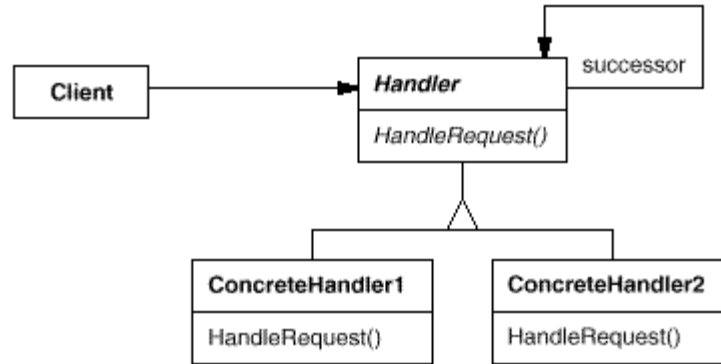 successor
Client
Handler
HandleRequest()
ConcreteHandler1
ConcreteHandler2
HandleRequest()
HandleRequest()